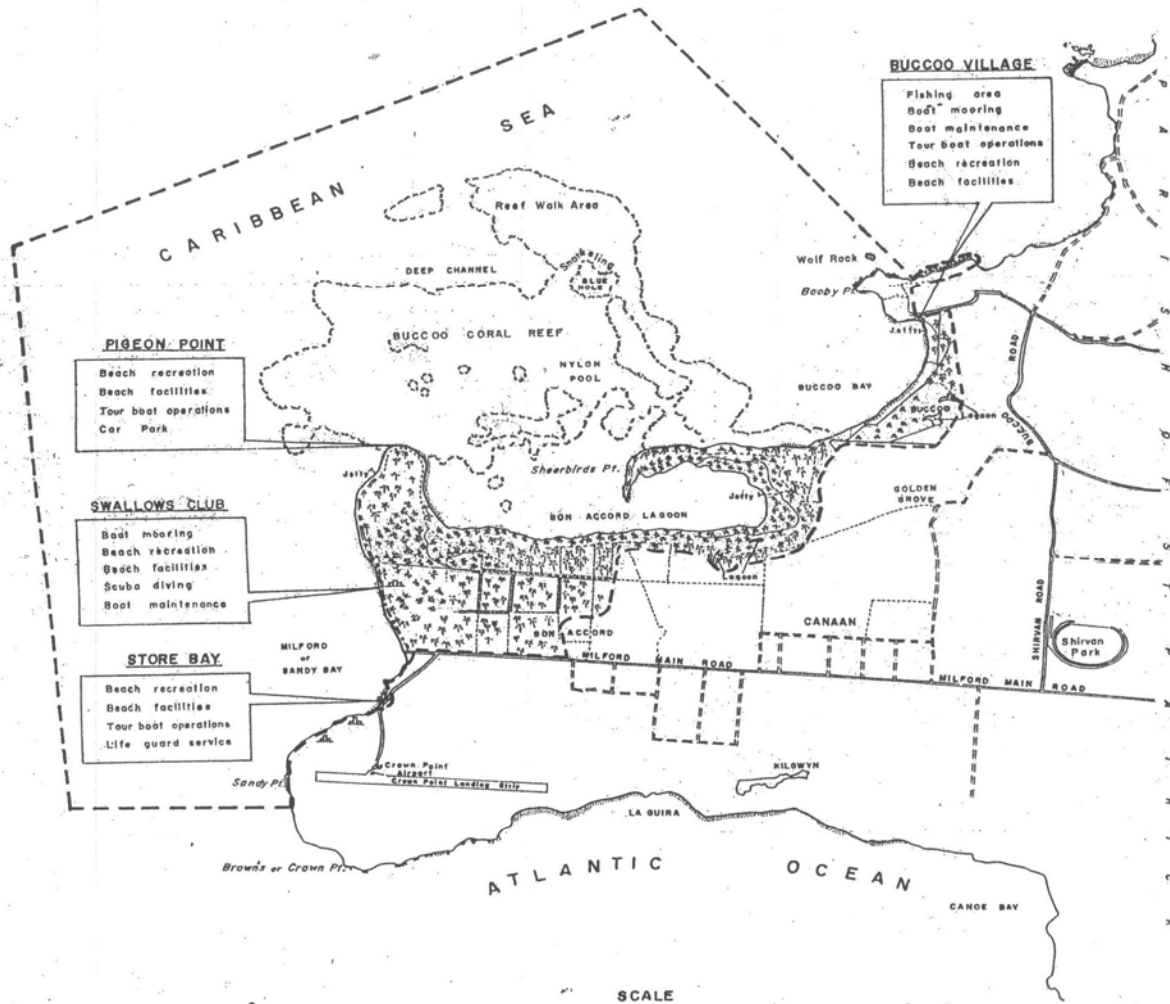 BUCCOO VILLAGE
Fishing area
Boat mooring
Boat maintenance
Tour boat operations
Beach recreation
Beach facilities
CARIBBEAN SEA
Reef Walk Area
Wolf Rock
Snorkeling
DEEP CHANNEL
BLUE HOLE
Booby Pt.
Jetty
BUCCOO CORAL REEF
PIGEON POINT
Beach recreation
Beach facilities
Tour boat operations
Car Park
NYLON POOL
BUCCOO BAY
BUCCOO
Lagoon
BUCCOO ROAD
Sheerbirds Pt.
Jetty
Jetty
GOLDEN GROVE
SWALLOWS CLUB
Boat mooring
Beach recreation
Beach facilities
Scuba diving
Boat maintenance
BON ACCORD LAGOON
Lagoon
SHIRVAN ROAD
CANAAN
Shirvan Park
BON ACCORD
MILFORD
or
SANDY BAY
MILFORD MAIN ROAD
MILFORD MAIN ROAD
STORE BAY
Beach recreation
Beach facilities
Tour boat operations
Life guard service
Crown Point
Airport
Crown Point Landing Strip
KILGWYN
Sandy Pt.
LA GUIRA
Brown's or Crown Pt.
ATLANTIC OCEAN
CANOE BAY
SCALE